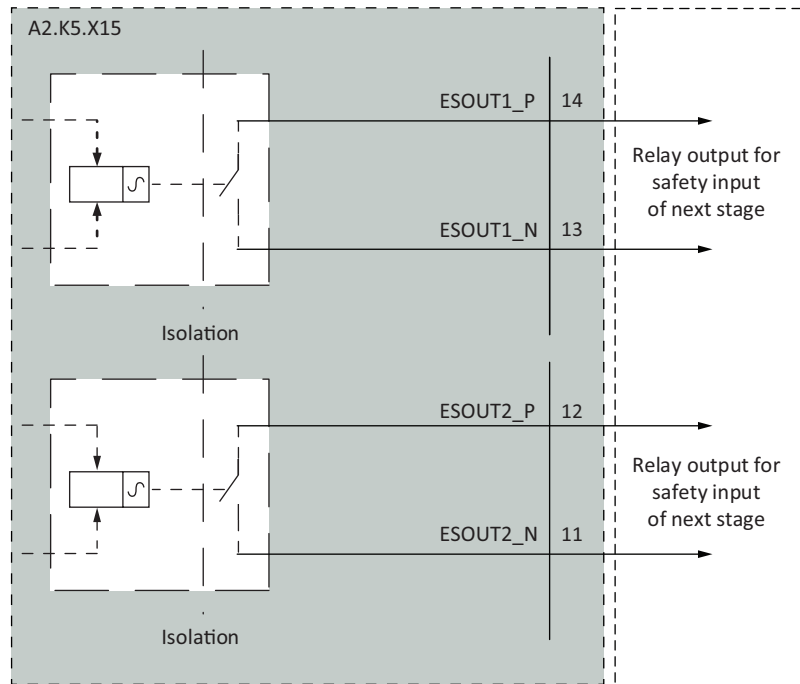 A2.K5.X15
ESOUT1_P 14
Relay output for
safety input
of next stage
ESOUT1_N 13
Isolation
ESOUT2_P 12
Relay output for
safety input
of next stage
ESOUT2_N 11
Isolation